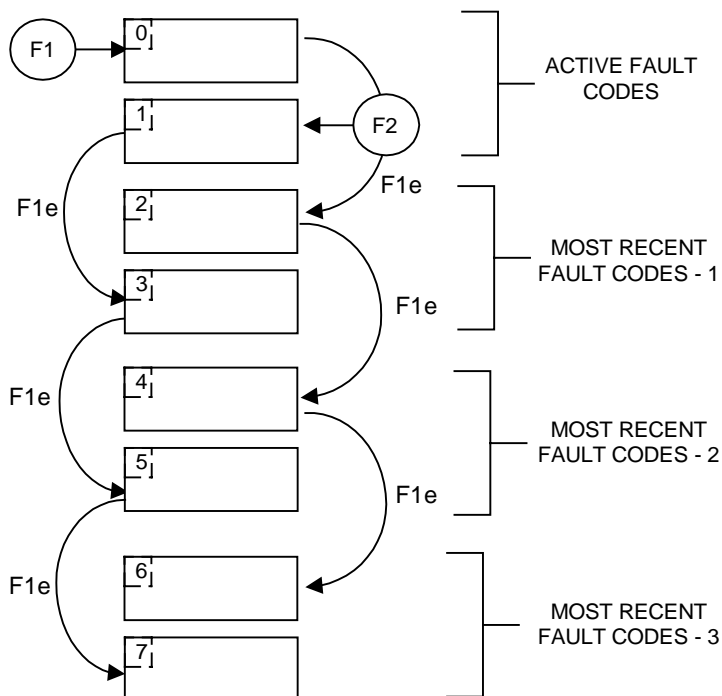 0
F1
ACTIVE FAULT
CODES
1
F2
F1e
F1e
2
MOST RECENT
FAULT CODES - 1
3
F1e
4
F1e
MOST RECENT
FAULT CODES - 2
5
F1e
6
F1e
MOST RECENT
FAULT CODES - 3
7